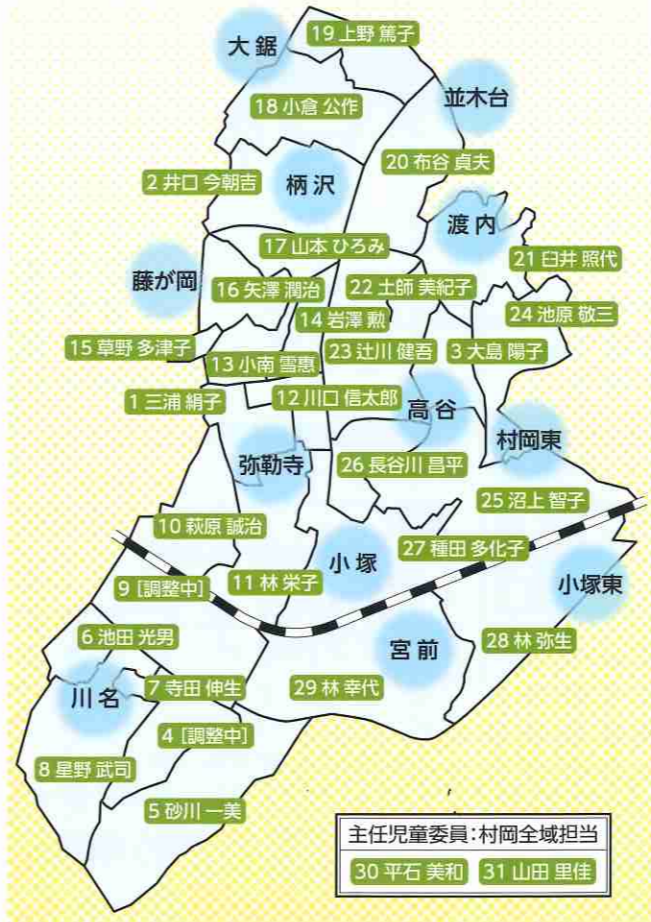 19 上野 篤子
大鋸
並木台
18 小倉 公作
20 布谷 貞夫
2 井口 今朝吉
柄沢
渡内
17 山本 ひろみ
21 臼井 照代
藤が岡
16 矢澤 潤治
22 土師 美紀子
24 池原 敬三
14 岩澤 勲
15 草野 多津子
23 辻川 健吾
3 大島 陽子
13 小南 雪惠
1 三浦 絹子
12 川口 信太郎
高谷
村岡東
弥勒寺
26 長谷川 昌平
25 沼上 智子
10 萩原 誠治
27 種田 多化子
小塚
9 [調整中]
11 林 栄子
小塚東
6 池田 光男
宮前
28 林 弥生
7 寺田 伸生
29 林 幸代
川名
4 [調整中]
8 星野 武司
5 砂川 一美
主任児童委員:村岡全域担当
30 平石 美和 31 山田 里佳